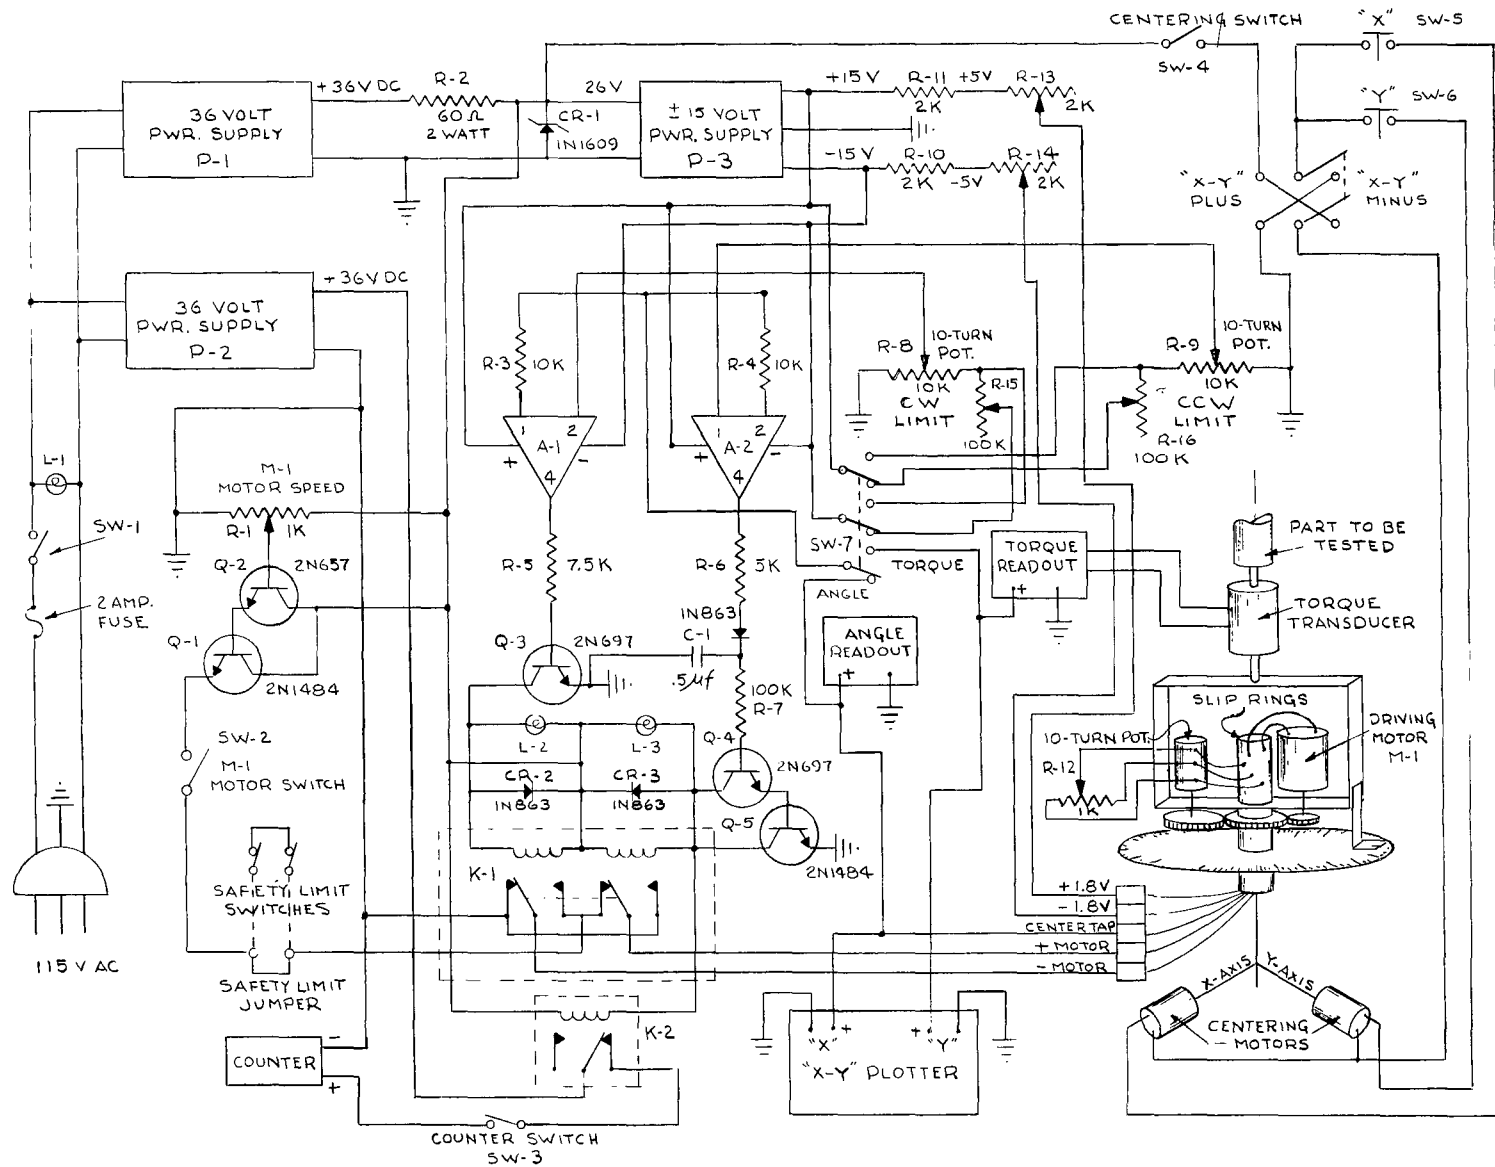 CENTERING SWITCH
SW-4
"X" SW-5
"Y" SW-6
"X-Y" PLUS
"X-Y" MINUS
36 VOLT
PWR. SUPPLY
P-1
+36V DC
R-2
60Ω
2 WATT
26V
CR-1
1N1609
± 15 VOLT
PWR. SUPPLY
P-3
+15V
R-11
2K
+5V
R-13
2K
-15V
R-10
2K
-5V
R-14
2K
36 VOLT
PWR. SUPPLY
P-2
+36V DC
R-3
10K
R-4
10K
1
2
A-1
+
-
4
1
2
A-2
+
-
4
R-8
10-TURN
POT.
10K
CW
LIMIT
R-15
100K
R-9
10-TURN
POT.
10K
CCW
LIMIT
R-16
100K
L-1
M-1
MOTOR SPEED
R-1
1K
SW-1
Q-2
2N657
2 AMP.
FUSE
Q-1
2N1484
R-5
7.5K
R-6
5K
SW-7
TORQUE
ANGLE
TORQUE
READOUT
+
ANGLE
READOUT
+
PART TO BE
TESTED
TORQUE
TRANSDUCER
Q-3
2N697
1N863
C-1
.5μf
100K
R-7
L-2
L-3
Q-4
2N697
CR-2
1N863
CR-3
1N863
Q-5
2N1484
SW-2
M-1
MOTOR SWITCH
SLIP RINGS
10-TURN POT.
R-12
1K
DRIVING
MOTOR
M-1
K-1
SAFETY LIMIT
SWITCHES
SAFETY LIMIT
JUMPER
115 V AC
+1.8V
-1.8V
CENTER TAP
+ MOTOR
- MOTOR
X-AXIS
Y-AXIS
CENTERING
MOTORS
K-2
COUNTER
-
+
COUNTER SWITCH
SW-3
"X"
+
+
"Y"
"X-Y" PLOTTER